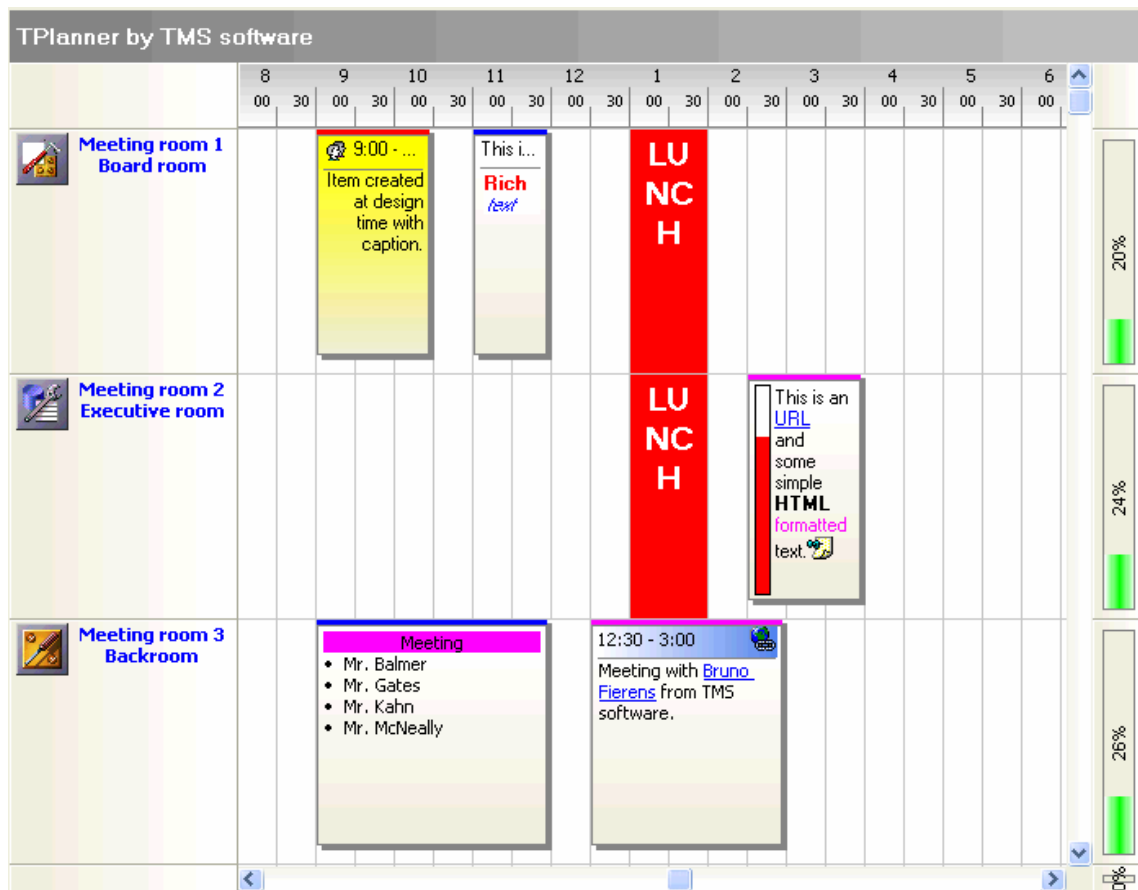 TPlanner by TMS software
8 9 10 11 12 1 2 3 4 5 6
00 30 00 30 00 30 00 30 00 30 00 30 00 30 00 30 00 30 00 30 00
Meeting room 1
Board room
9:00 - ...
Item created
at design
time with
caption.
This i...
Rich
text
LU
NC
H
20%
Meeting room 2
Executive room
LU
NC
H
This is an
URL
and
some
simple
HTML
formatted
text.
24%
Meeting room 3
Backroom
Meeting
• Mr. Balmer
• Mr. Gates
• Mr. Kahn
• Mr. McNeally
12:30 - 3:00
Meeting with Bruno
Fierens from TMS
software.
26%
0%